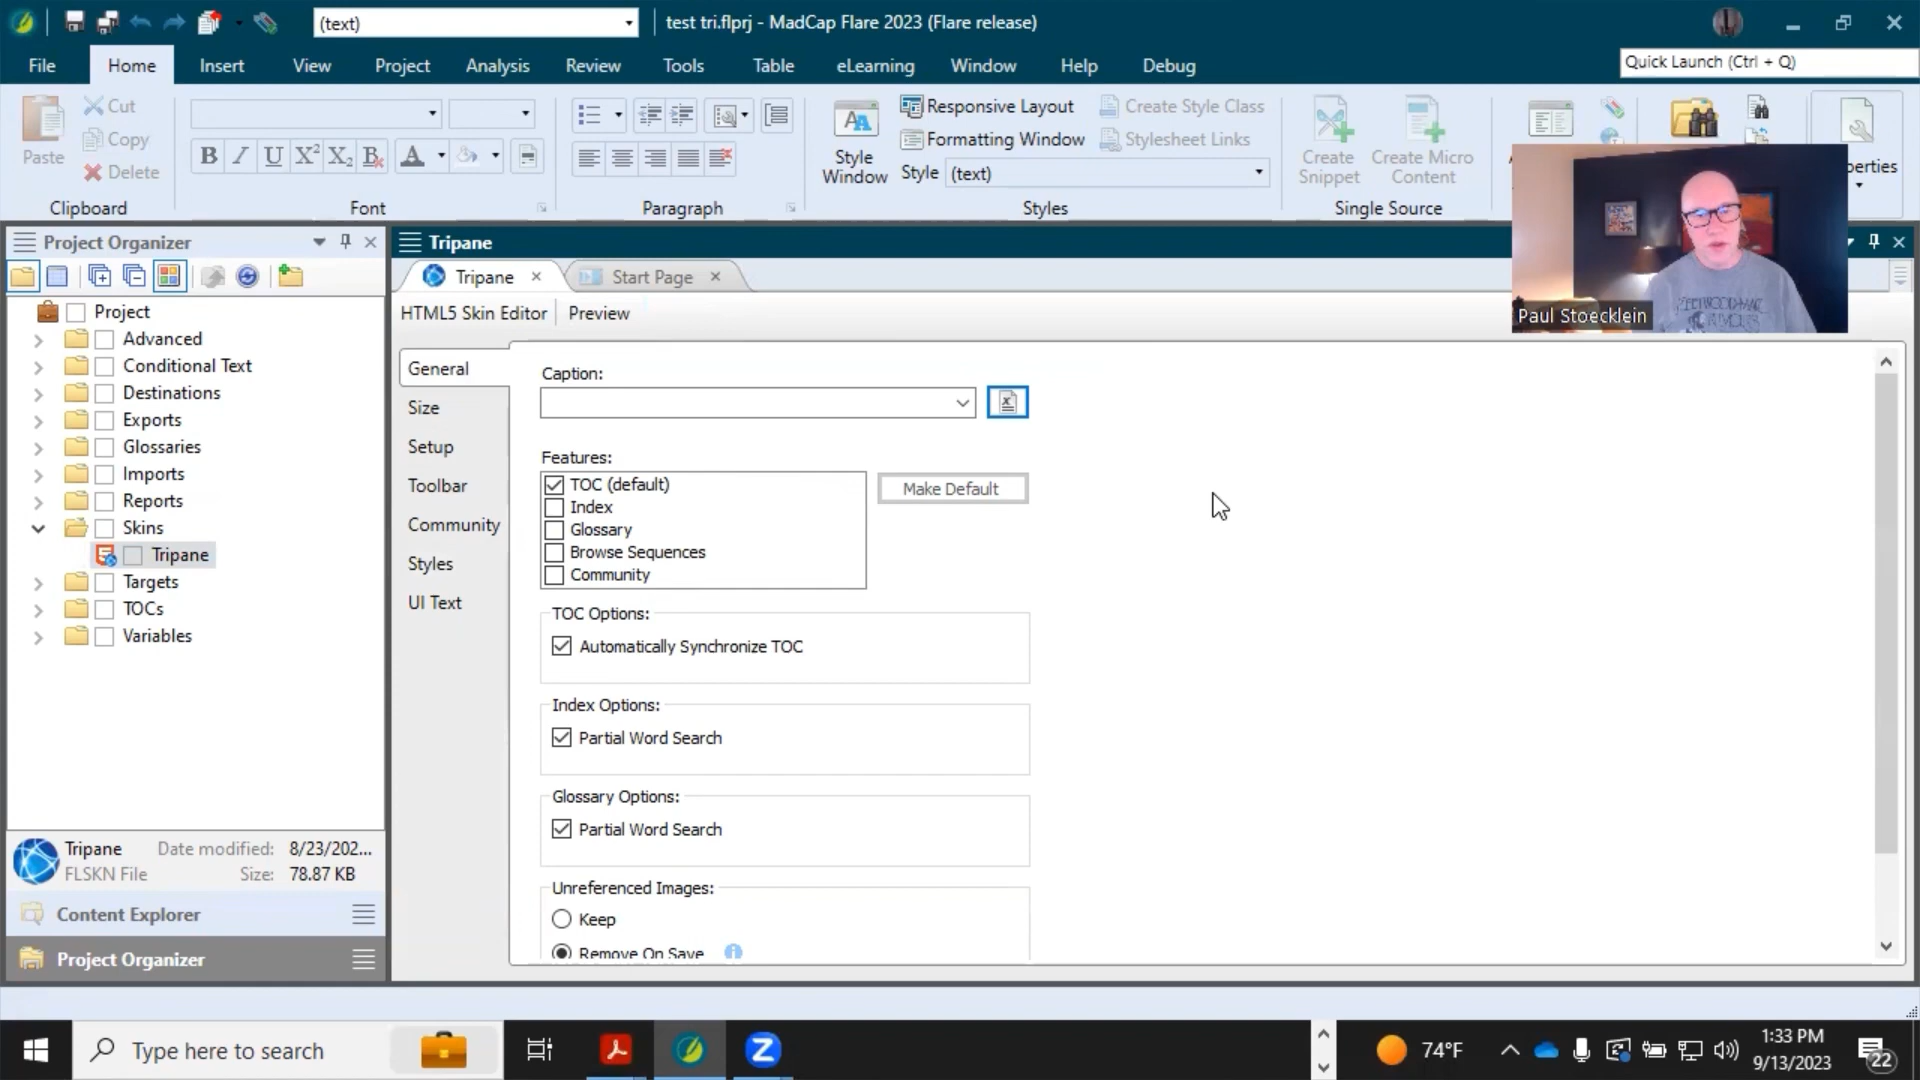 (text)
test tri.flprj - MadCap Flare 2023 (Flare release)
File Home Insert View Project Analysis Review Tools Table eLearning Window Help Debug
Quick Launch (Ctrl + Q)
Paste
Cut
Copy
Delete
Clipboard
B I U X² X₂ B A
Font
Paragraph
Style Window
Responsive Layout
Formatting Window
Style (text)
Create Style Class
Stylesheet Links
Styles
Create Snippet
Create Micro Content
Single Source
erties
Paul Stoecklein
Project Organizer
Project
Advanced
Conditional Text
Destinations
Exports
Glossaries
Imports
Reports
Skins
Tripane
Targets
TOCs
Variables
Tripane Date modified: 8/23/202...
FLSKN File Size: 78.87 KB
Content Explorer
Project Organizer
Tripane
Tripane Start Page
HTML5 Skin Editor Preview
General
Size
Setup
Toolbar
Community
Styles
UI Text
Caption:
Features:
TOC (default)
Index
Glossary
Browse Sequences
Community
Make Default
TOC Options:
Automatically Synchronize TOC
Index Options:
Partial Word Search
Glossary Options:
Partial Word Search
Unreferenced Images:
Keep
Remove On Save
Type here to search
74°F
1:33 PM
9/13/2023
22